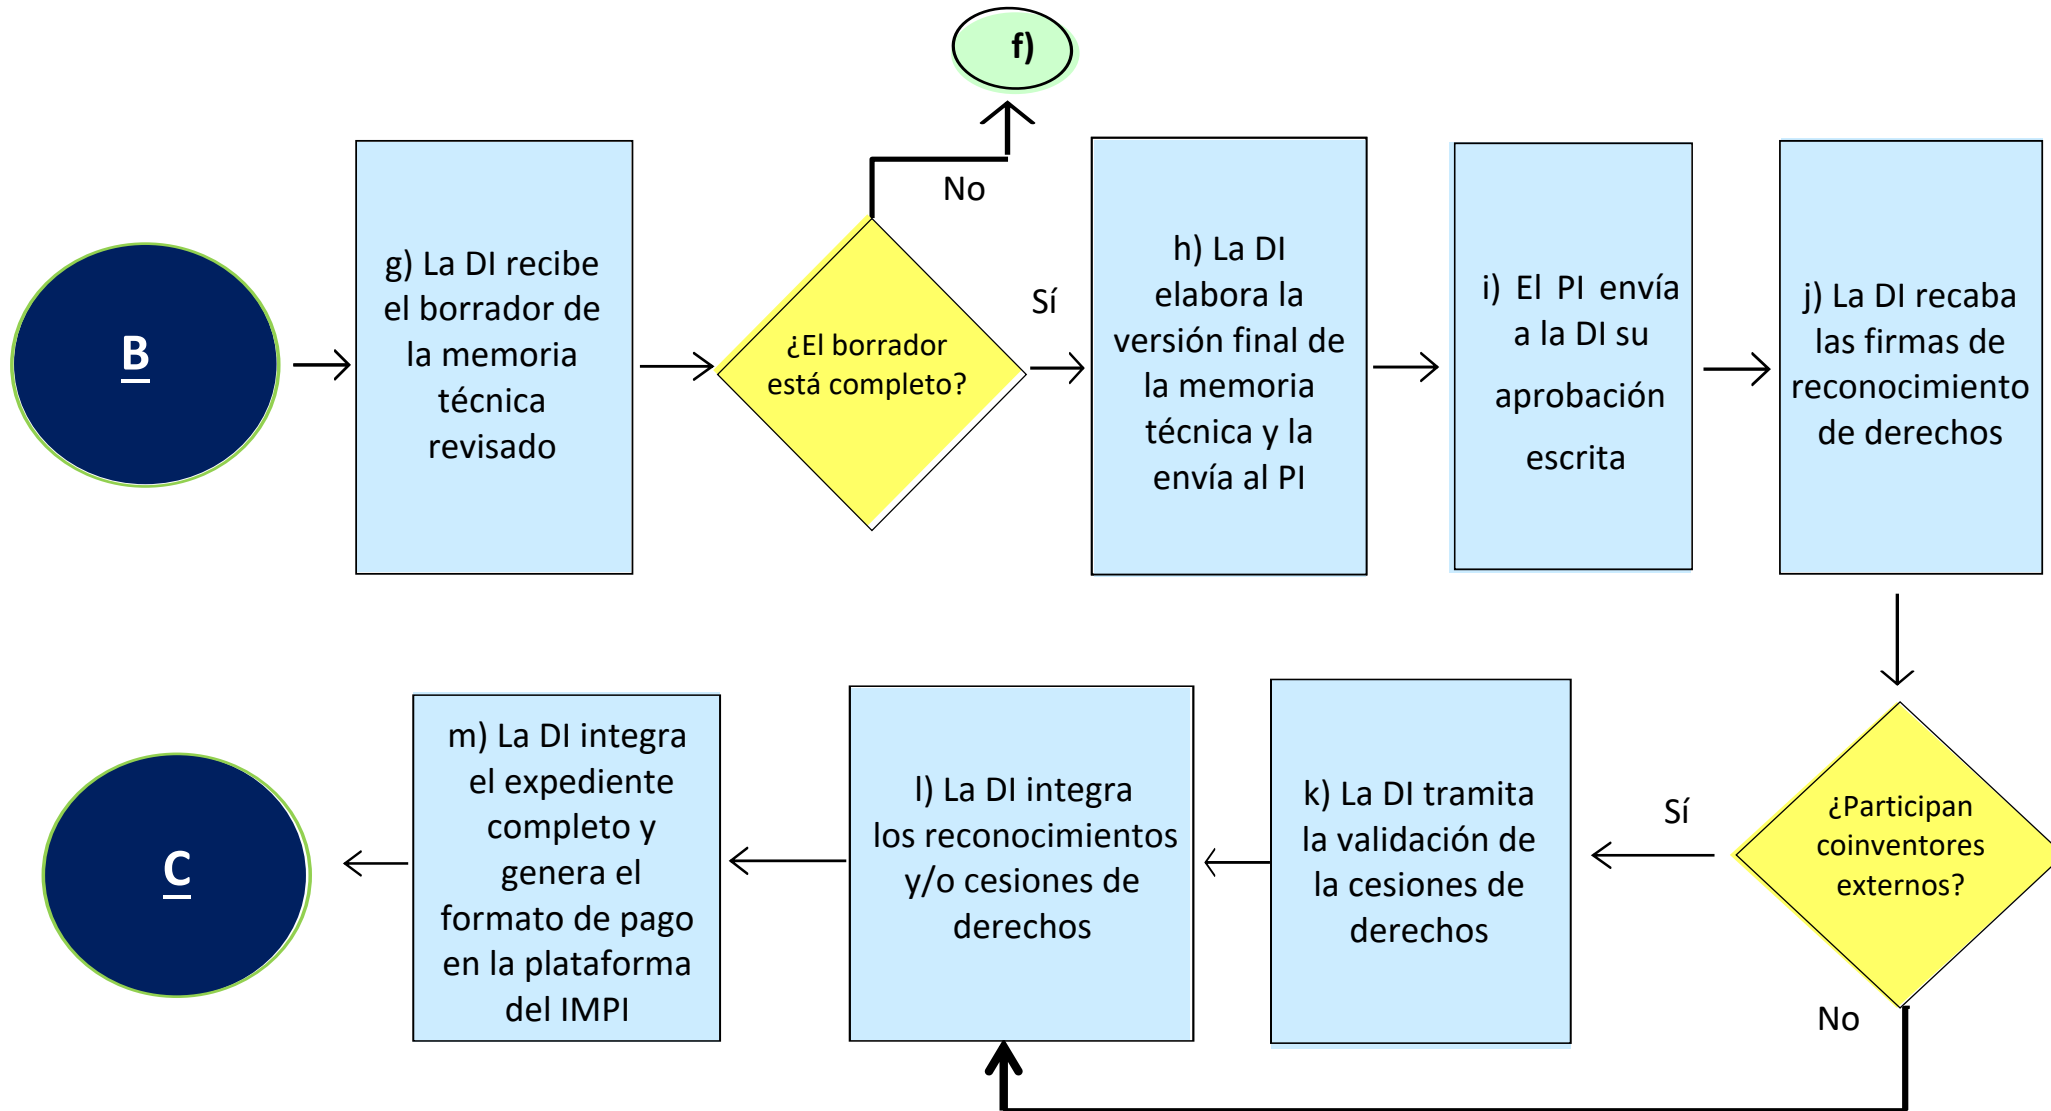 f)
B
g) La DI recibe
el borrador de
la memoria
técnica
revisado
¿El borrador
está completo?
No
Sí
h) La DI
elabora la
versión final de
la memoria
técnica y la
envía al PI
i) El PI envía
a la DI su
aprobación
escrita
j) La DI recaba
las firmas de
reconocimiento
de derechos
¿Participan
coinventores
externos?
Sí
No
k) La DI tramita
la validación de
la cesiones de
derechos
l) La DI integra
los reconocimientos
y/o cesiones de
derechos
m) La DI integra
el expediente
completo y
genera el
formato de pago
en la plataforma
del IMPI
C